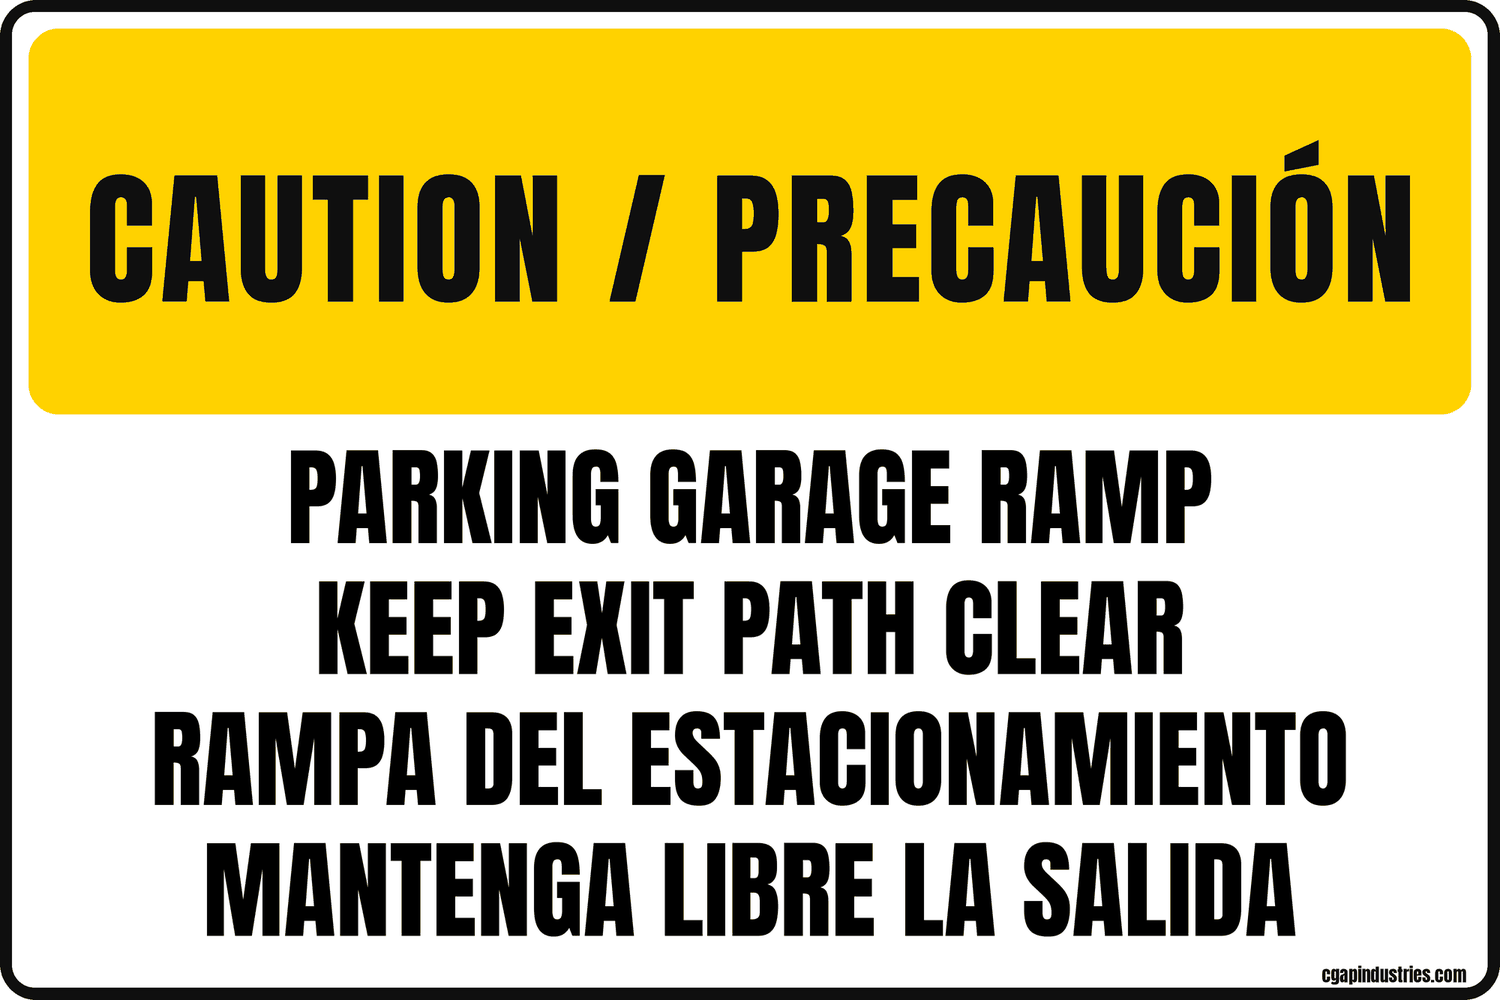 CAUTION / PRECAUCIÓN
PARKING GARAGE RAMP
KEEP EXIT PATH CLEAR
RAMPA DEL ESTACIONAMIENTO
MANTENGA LIBRE LA SALIDA
cgapindustries.com